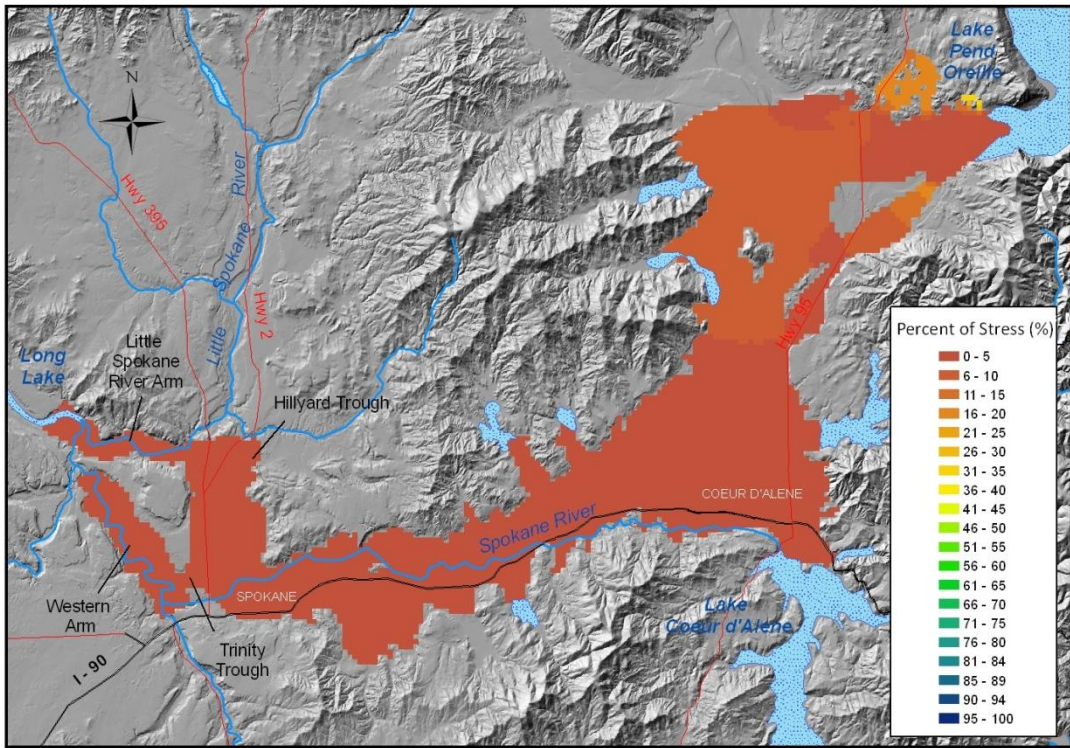 Lake
Pend
Oreille
N
Hwy 395
Spokane River
Little
Hwy 2
Hwy 95
Long
Lake
Little
Spokane
River Arm
Hillyard Trough
Percent of Stress (%)
0 - 5
6 - 10
11 - 15
16 - 20
21 - 25
26 - 30
31 - 35
36 - 40
41 - 45
46 - 50
51 - 55
56 - 60
61 - 65
66 - 70
71 - 75
76 - 80
81 - 84
85 - 89
90 - 94
95 - 100
COEUR D'ALENE
Spokane River
SPOKANE
Western
Arm
Trinity
Trough
Lake
Coeur d'Alene
I - 90